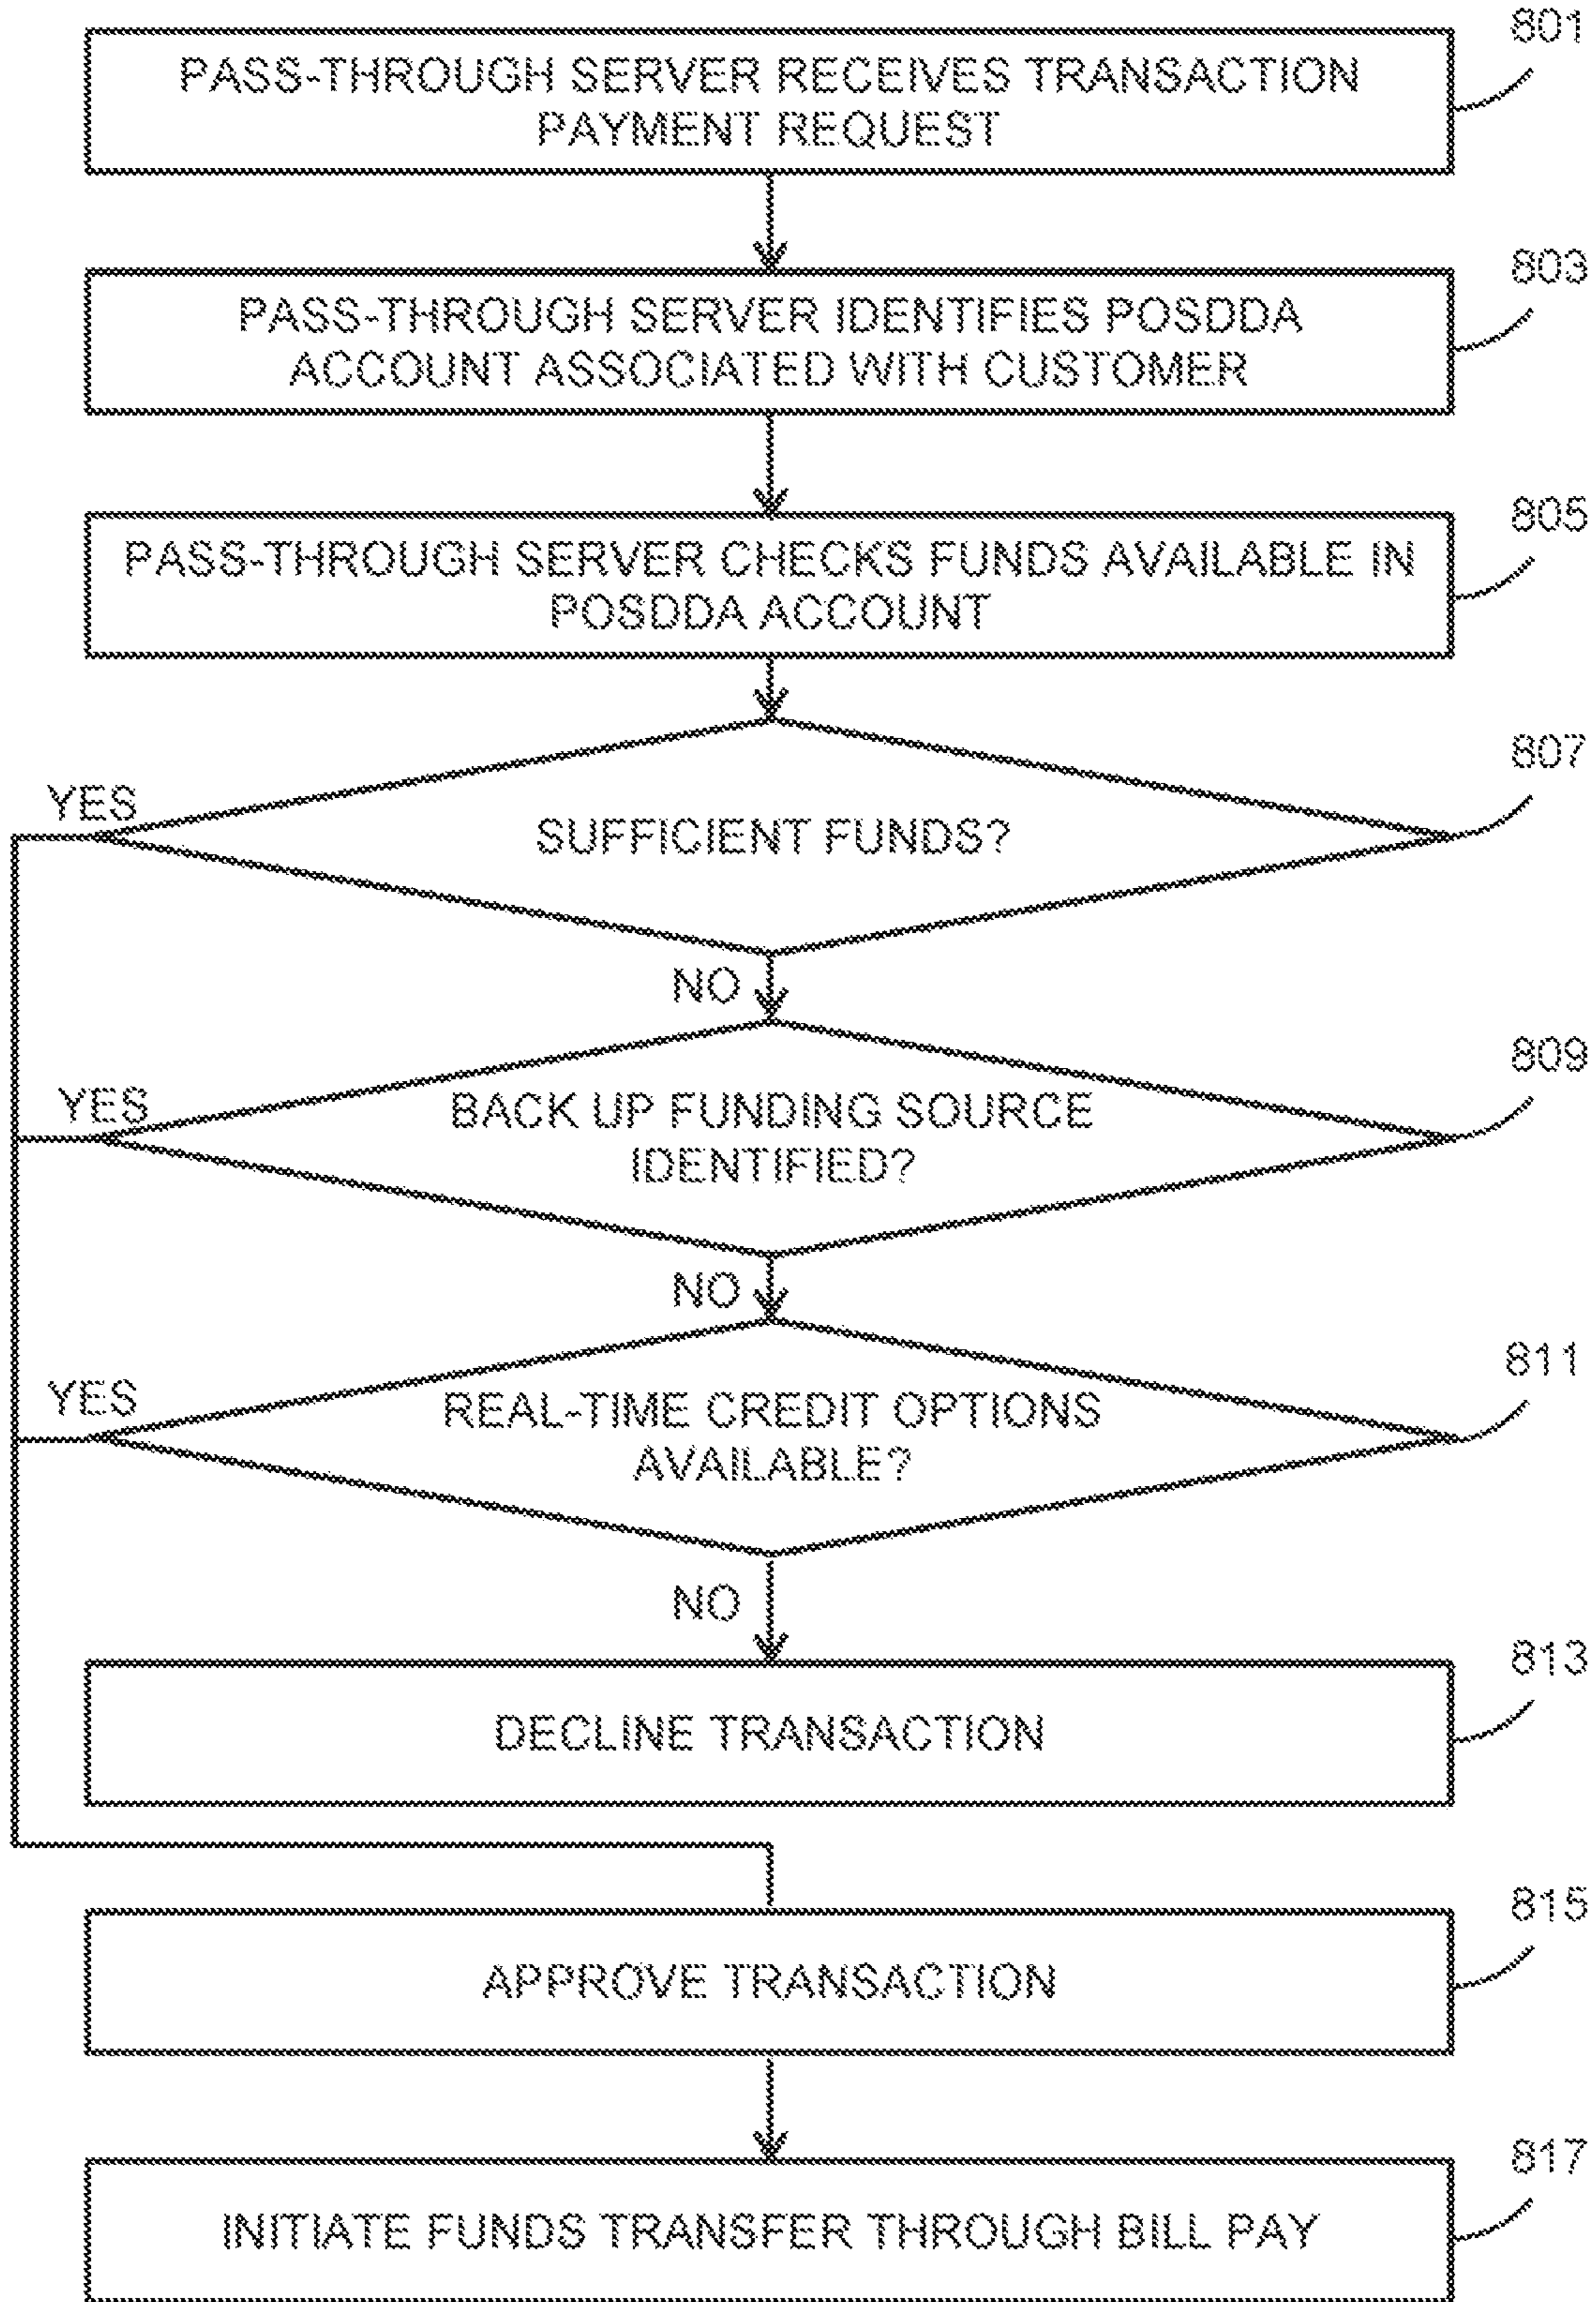 801
PASS-THROUGH SERVER RECEIVES TRANSACTION
PAYMENT REQUEST
803
PASS-THROUGH SERVER IDENTIFIES POSDDA
ACCOUNT ASSOCIATED WITH CUSTOMER
805
PASS-THROUGH SERVER CHECKS FUNDS AVAILABLE IN
POSDDA ACCOUNT
807
YES
SUFFICIENT FUNDS?
NO
809
YES
BACK UP FUNDING SOURCE
IDENTIFIED?
NO
811
YES
REAL-TIME CREDIT OPTIONS
AVAILABLE?
NO
813
DECLINE TRANSACTION
815
APPROVE TRANSACTION
817
INITIATE FUNDS TRANSFER THROUGH BILL PAY